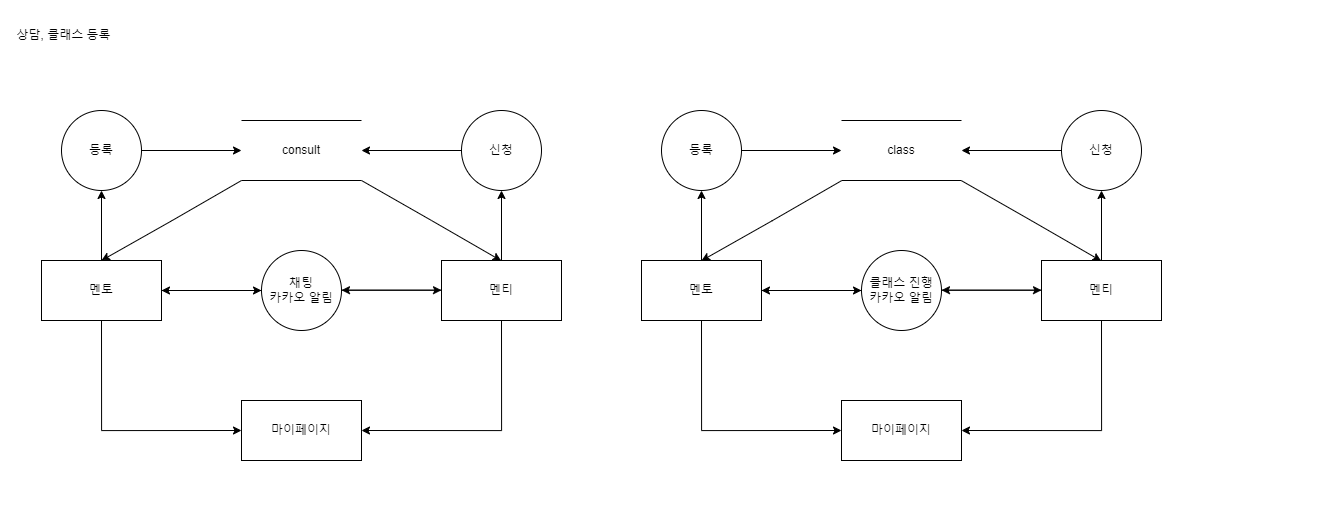 상담, 클래스 등록
등록
consult
신청
멘토
채팅
카카오 알림
멘티
마이페이지
등록
class
신청
멘토
클래스 진행
카카오 알림
멘티
마이페이지